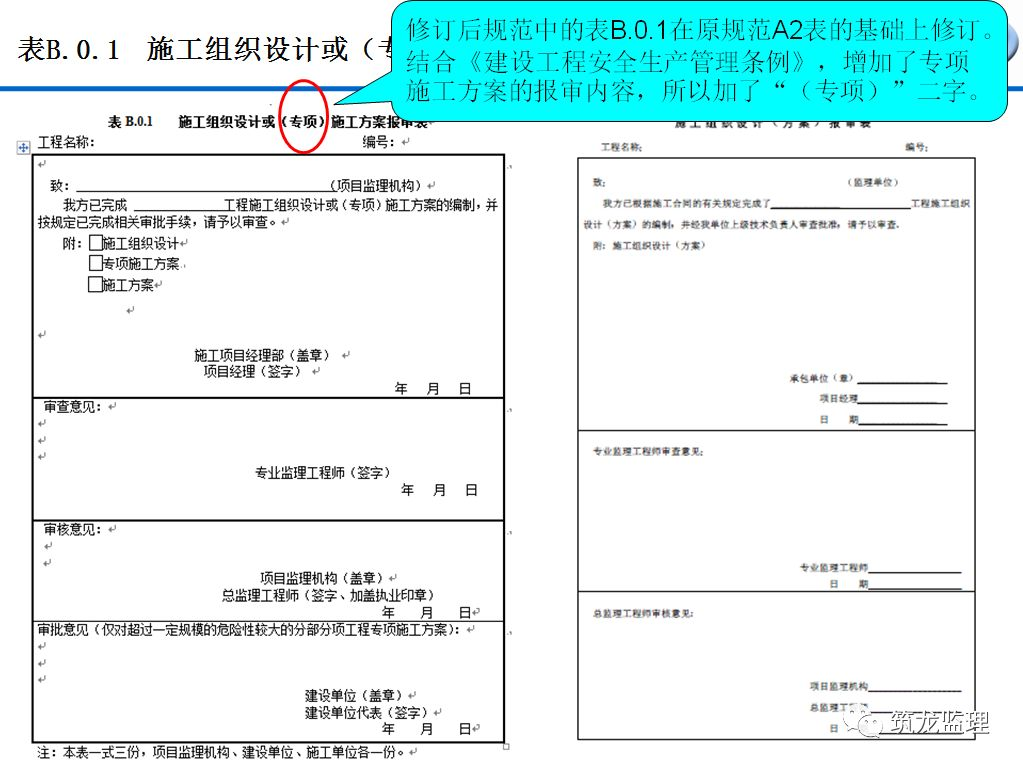 表B.0.1 施工组织设计或（专
修订后规范中的表B.0.1在原规范A2表的基础上修订。
结合《建设工程安全生产管理条例》，增加了专项
施工方案的报审内容，所以加了“（专项）”二字。
表 B.0.1 施工组织设计或（专项）施工方案报审表
工程名称： 编号：
致：（项目监理机构）
我方已完成 工程施工组织设计或（专项）施工方案的编制，并
按规定已完成相关审批手续，请予以审查。
附：□施工组织设计
□专项施工方案
□施工方案
施工项目经理部（盖章）
项目经理（签字）
年 月 日
审查意见：
专业监理工程师（签字）
年 月 日
审核意见：
项目监理机构（盖章）
总监理工程师（签字、加盖执业印章）
年 月 日
审批意见（仅对超过一定规模的危险性较大的分部分项工程专项施工方案）：
建设单位（盖章）
建设单位代表（签字）
年 月 日
注：本表一式三份，项目监理机构、建设单位、施工单位各一份。
施工组织设计（方案）报审表
工程名称： 编号：
致：（监理单位）
我方已根据施工合同的有关规定完成了 工程施工组织
设计（方案）的编制，并经我单位上级技术负责人审查批准，请予以审查。
附：施工组织设计（方案）
承包单位（章）
项目经理
日 期
专业监理工程师审查意见：
专业监理工程师
日 期
总监理工程师审核意见：
项目监理机构
总监理
日
筑龙监理